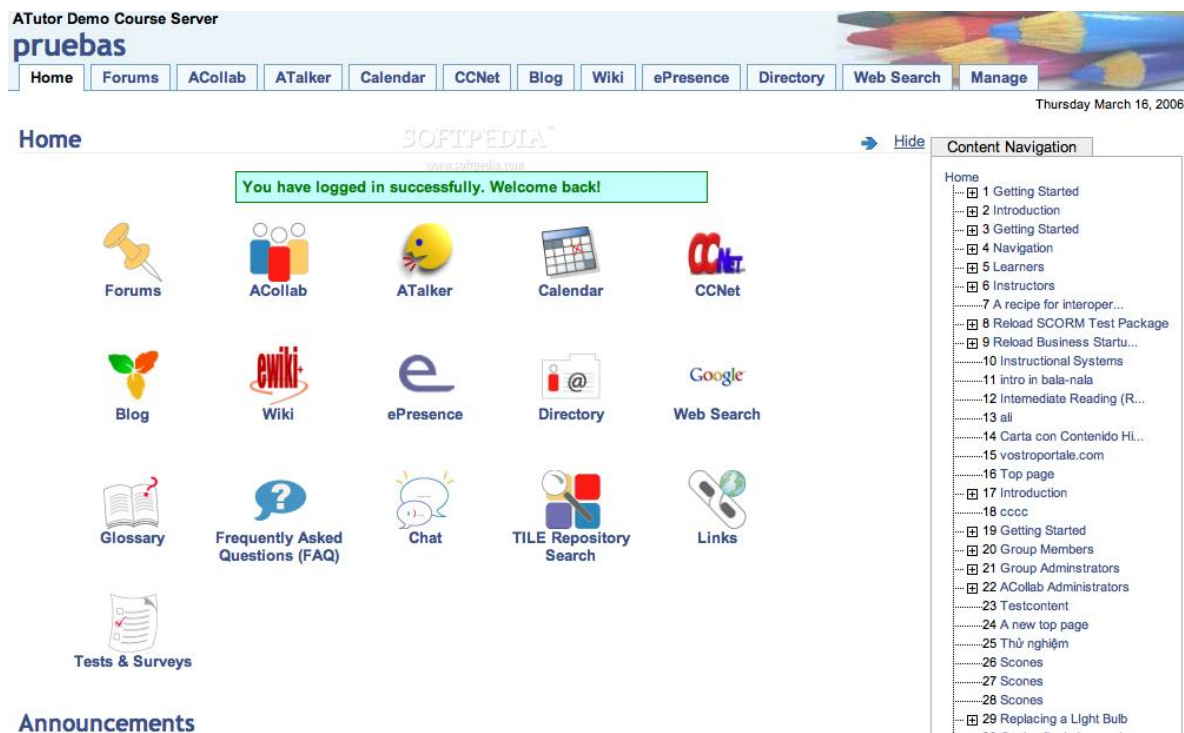 ATutor Demo Course Server
pruebas
Home Forums ACollab ATalker Calendar CCNet Blog Wiki ePresence Directory Web Search Manage
Thursday March 16, 2006
Home
SOFTPEDIA
www.softpedia.com
Hide
Content Navigation
You have logged in successfully. Welcome back!
CCNet
Forums ACollab ATalker Calendar CCNet
ewiki+
e
@
Google
Blog Wiki ePresence Directory Web Search
?
?
Glossary
Frequently Asked
Questions (FAQ)
Chat
TILE Repository
Search
Links
Tests & Surveys
Announcements
Home
1 Getting Started
2 Introduction
3 Getting Started
4 Navigation
5 Learners
6 Instructors
7 A recipe for interoper...
8 Reload SCORM Test Package
9 Reload Business Startu...
10 Instructional Systems
11 intro in bala-nala
12 Intemediate Reading (R...
13 ali
14 Carta con Contenido Hi...
15 vostroportale.com
16 Top page
17 Introduction
18 cccc
19 Getting Started
20 Group Members
21 Group Adminstrators
22 ACollab Administrators
23 Testcontent
24 A new top page
25 Thử nghiệm
26 Scones
27 Scones
28 Scones
29 Replacing a LIght Bulb